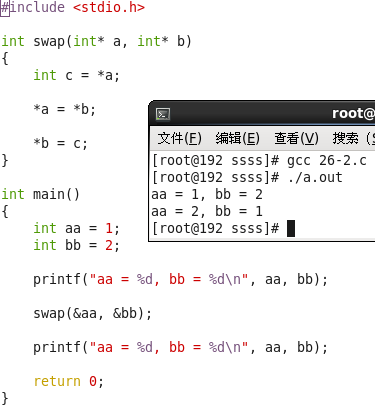 #include <stdio.h>
int swap(int* a, int* b)
{
int c = *a;
*a = *b;
*b = c;
}
int main()
{
int aa = 1;
int bb = 2;
printf("aa = %d, bb = %d\n", aa, bb);
swap(&aa, &bb);
printf("aa = %d, bb = %d\n", aa, bb);
return 0;
}
root@
文件(F) 编辑(E) 查看(V) 搜索
[root@192 ssss]# gcc 26-2.c
[root@192 ssss]# ./a.out
aa = 1, bb = 2
aa = 2, bb = 1
[root@192 ssss]#